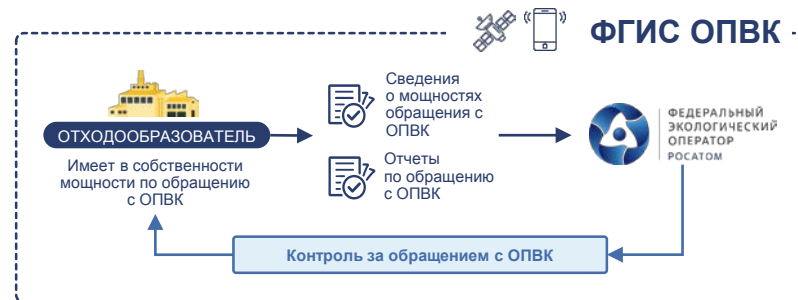 ФГИС ОПВК
ОТХОДООБРАЗОВАТЕЛЬ
Имеет в собственности
мощности по обращению
с ОПВК
Сведения
о мощностях
обращения с
ОПВК
Отчеты
по обращению
с ОПВК
ФЕДЕРАЛЬНЫЙ
ЭКОЛОГИЧЕСКИЙ
ОПЕРАТОР
РОСАТОМ
Контроль за обращением с ОПВК